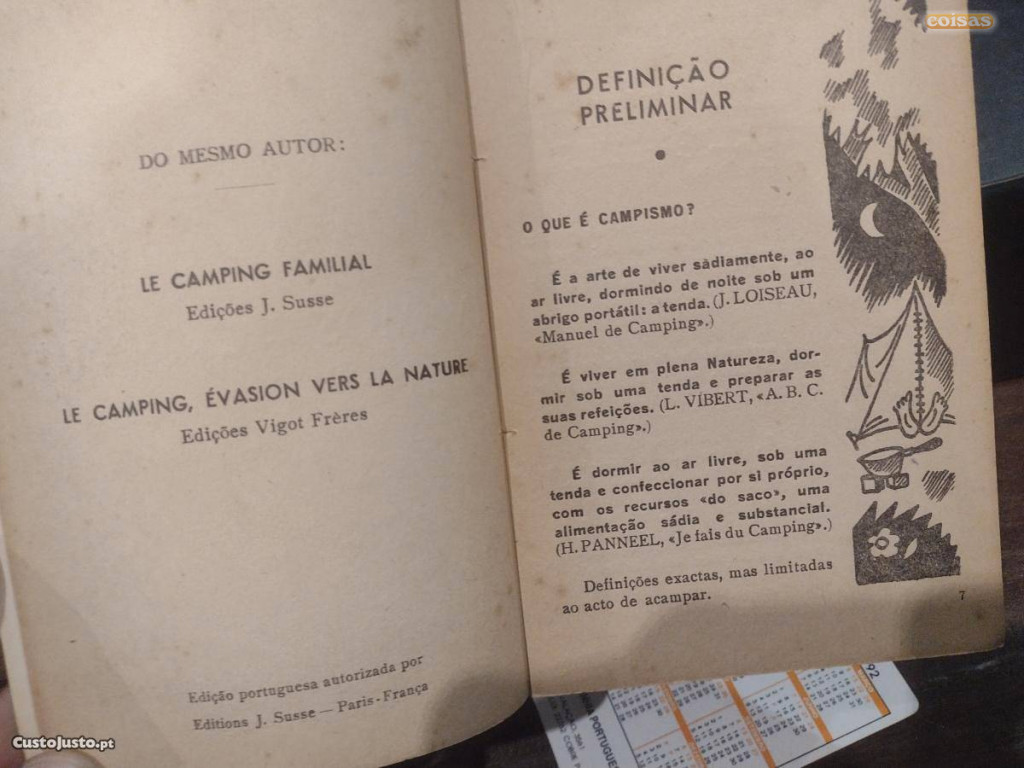 DO MESMO AUTOR:
LE CAMPING FAMILIAL
Edições J. Susse
LE CAMPING, ÉVASION VERS LA NATURE
Edições Vigot Frères
Edição portuguesa autorizada por
Editions J. Susse — Paris-França
DEFINIÇÃO
PRELIMINAR
O QUE É CAMPISMO?
É a arte de viver sàdiamente, ao
ar livre, dormindo de noite sob um
abrigo portátil: a tenda. (J. LOISEAU,
«Manuel de Camping».)
É viver em plena Natureza, dor-
mir sob uma tenda e preparar as
suas refeições. (L. VIBERT, «A. B. C.
de Camping».)
É dormir ao ar livre, sob uma
tenda e confeccionar por si próprio,
com os recursos «do saco», uma
alimentação sádia e substancial.
(H. PANNEEL, «Je fais du Camping».)
Definições exactas, mas limitadas
ao acto de acampar.
7
coisas
CustoJusto.pt
PORTUGUES
92